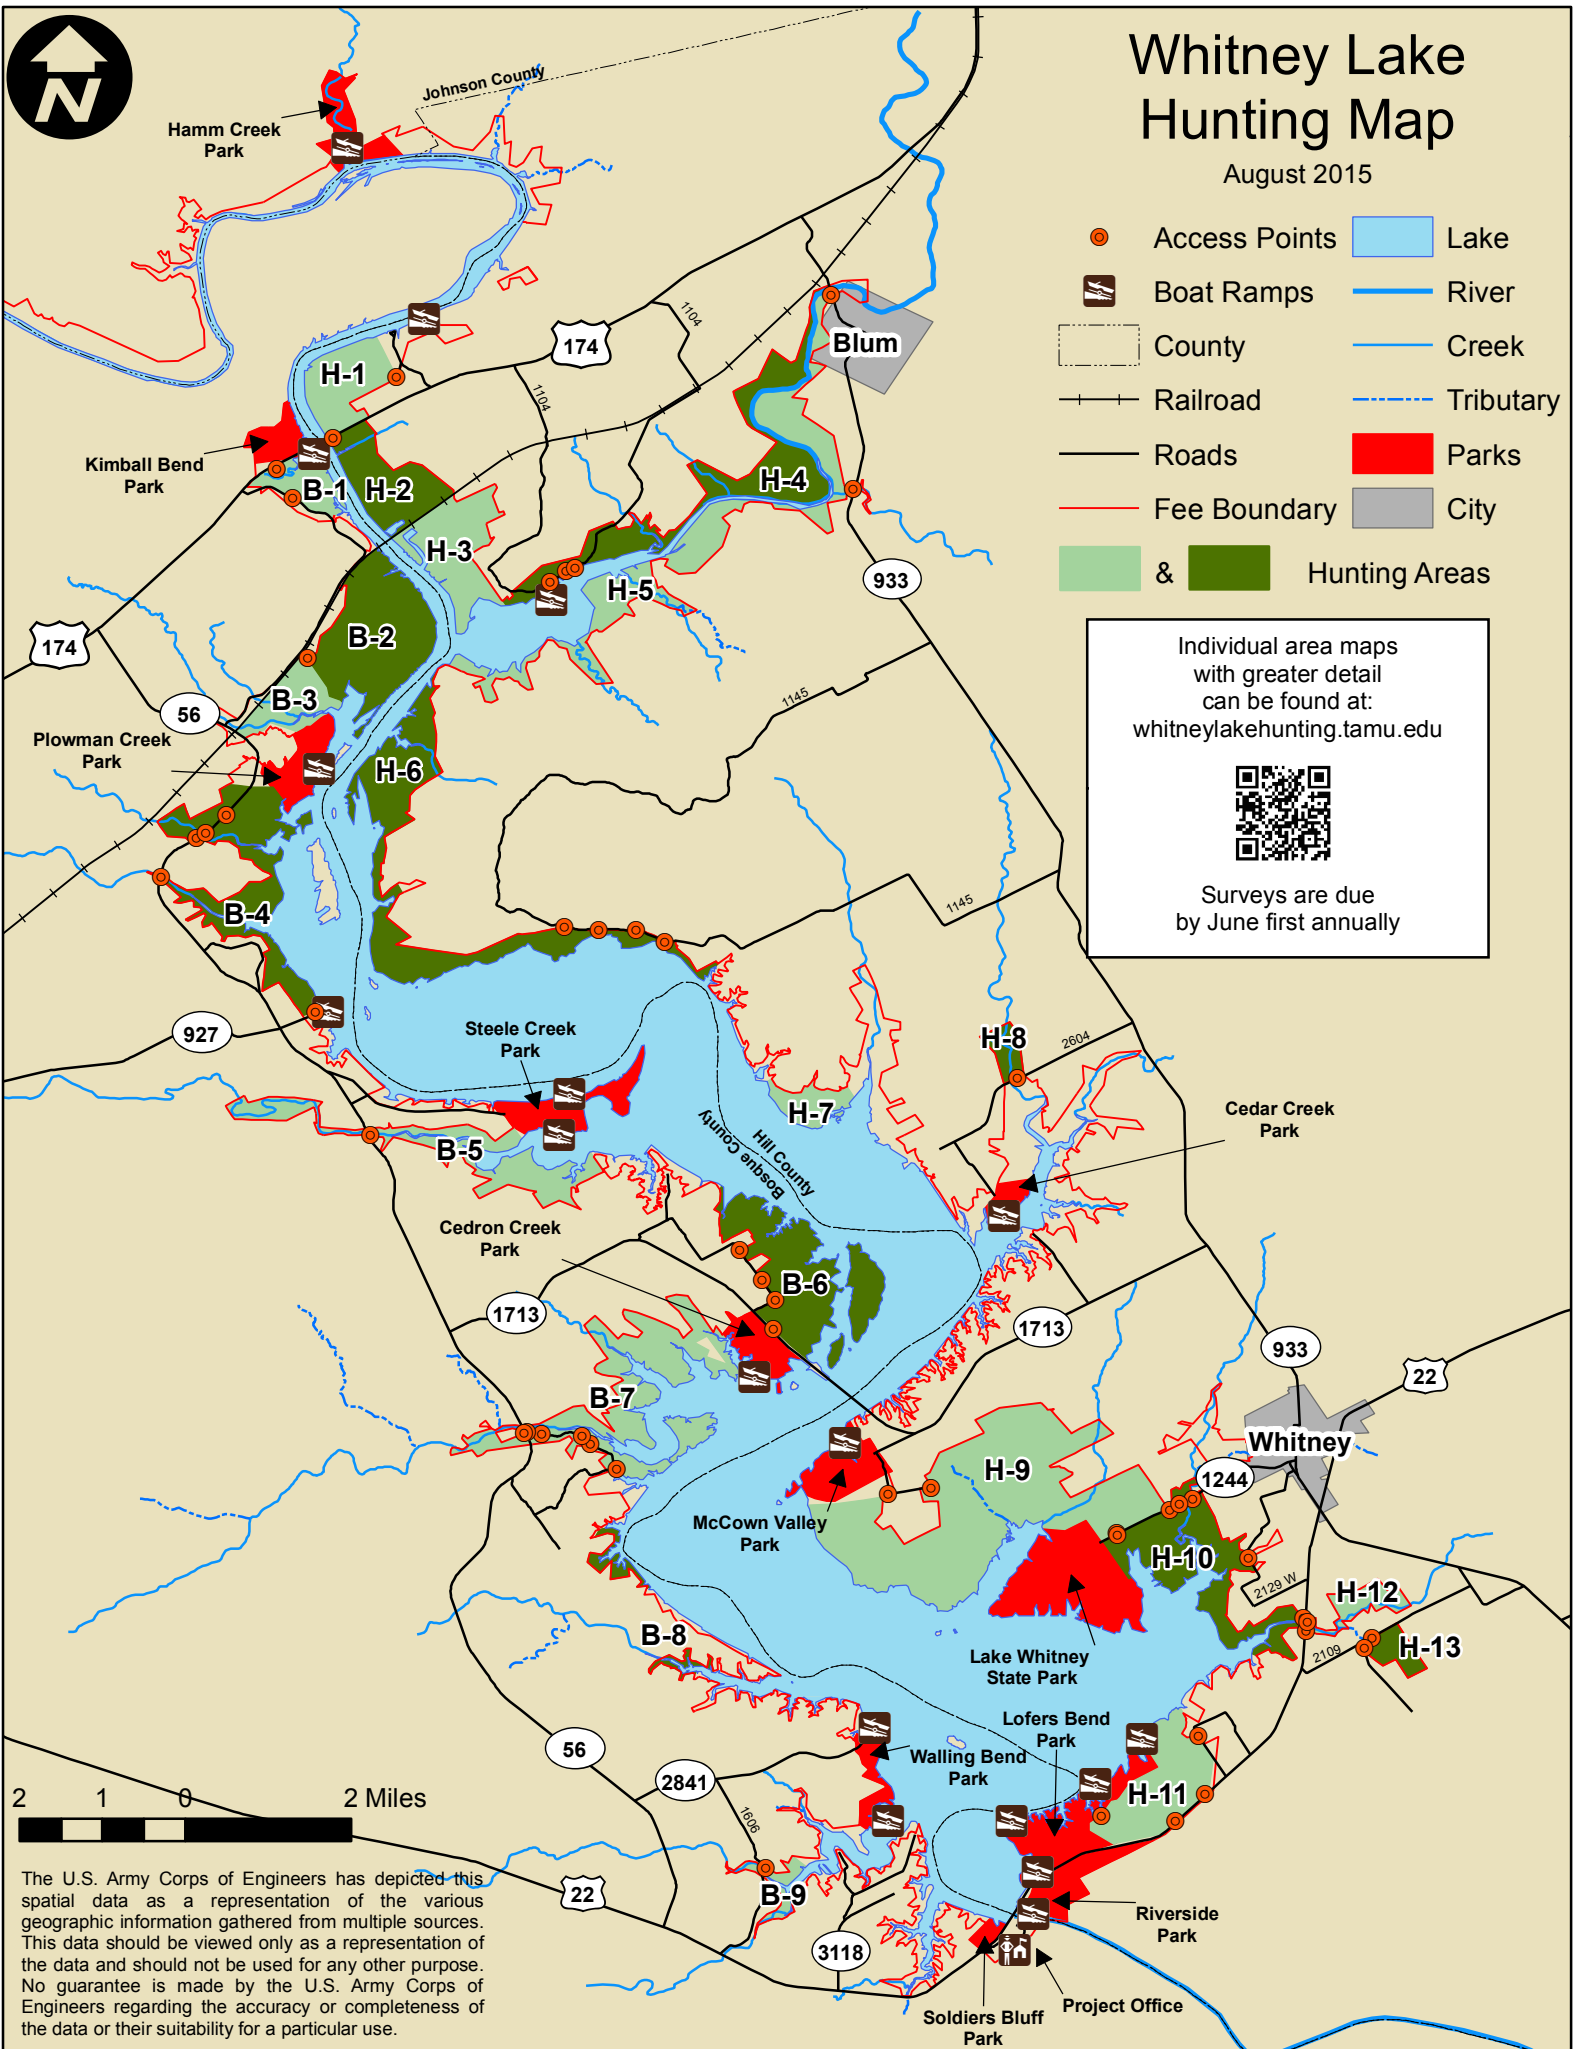 N
Whitney Lake
Hunting Map
August 2015
Access Points
Lake
Boat Ramps
River
County
Creek
Railroad
Tributary
Roads
Parks
Fee Boundary
City
&
Hunting Areas
Individual area maps
with greater detail
can be found at:
whitneylakehunting.tamu.edu
Surveys are due
by June first annually
Johnson County
Hamm Creek
Park
1104
174
Blum
H-1
1104
Kimball Bend
Park
B-1
H-2
H-4
H-3
H-5
933
B-2
174
B-3
56
1145
Plowman Creek
Park
H-6
B-4
1145
927
Steele Creek
Park
H-8
2604
H-7
Cedar Creek
Park
B-5
Hill County
Bosque County
Cedron Creek
Park
B-6
1713
1713
933
22
B-7
Whitney
H-9
1244
McCown Valley
Park
H-10
2129 W
H-12
B-8
H-13
2109
Lake Whitney
State Park
Lofers Bend
Park
56
Walling Bend
Park
2841
H-11
2 1 0 2 Miles
1606
22
B-9
Riverside
Park
3118
Project Office
Soldiers Bluff
Park
The U.S. Army Corps of Engineers has depicted this
spatial data as a representation of the various
geographic information gathered from multiple sources.
This data should be viewed only as a representation of
the data and should not be used for any other purpose.
No guarantee is made by the U.S. Army Corps of
Engineers regarding the accuracy or completeness of
the data or their suitability for a particular use.